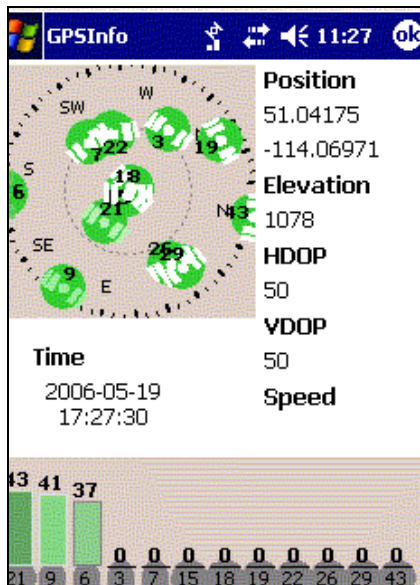 GPSInfo 11:27 ok
W
SW
S
N
SE
E
7 22 3 19
18
6 21 43
26 29
9
Position
51.04175
-114.06971
Elevation
1078
HDOP
50
VDOP
50
Speed
Time
2006-05-19
17:27:30
43 41 37 0 0 0 0 0 0 0 0 0
21 9 6 3 7 15 18 19 22 26 29 43